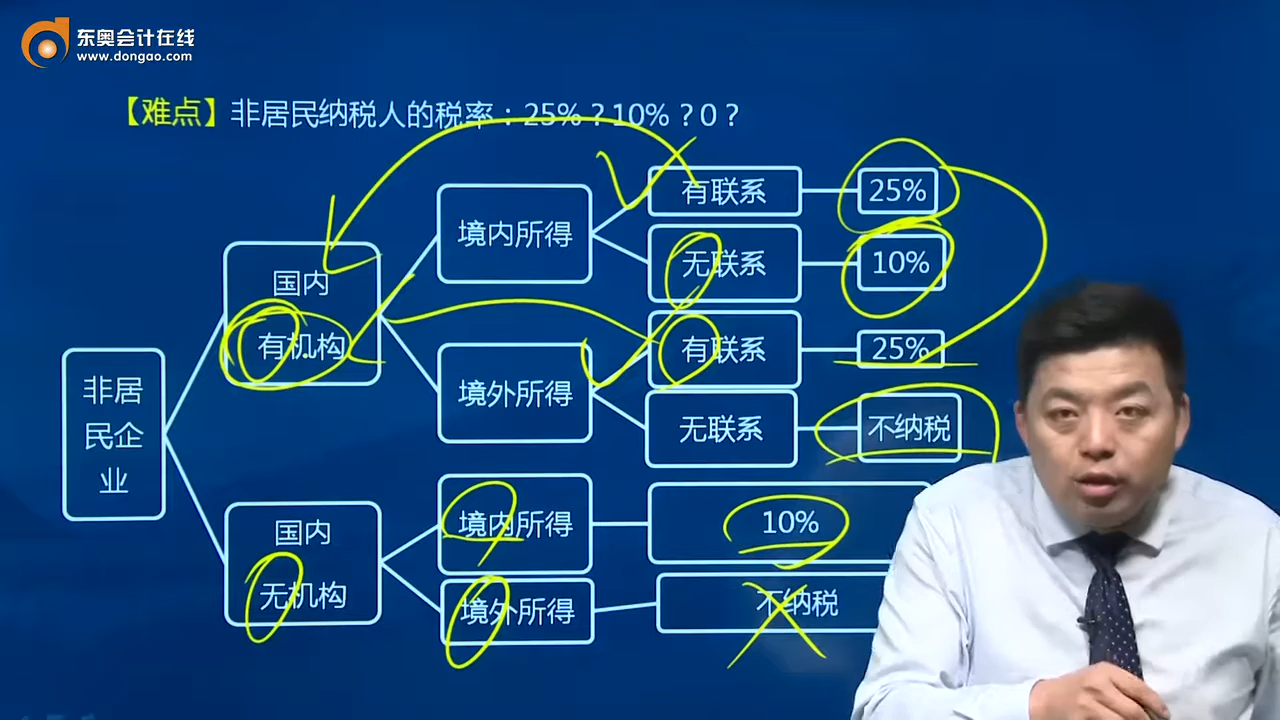 东奥会计在线
www.dongao.com
【难点】非居民纳税人的税率：25%？10%？0？
非居
民企
业
国内
有机构
境内所得
有联系
25%
无联系
10%
境外所得
有联系
25%
无联系
不纳税
国内
无机构
境内所得
10%
境外所得
不纳税